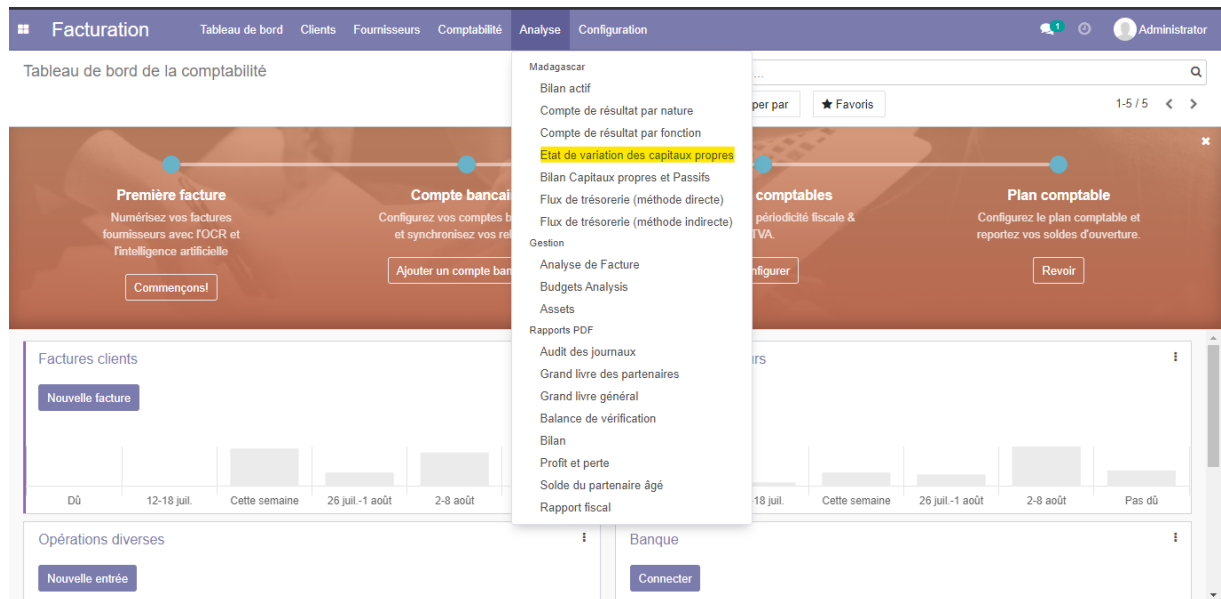 Facturation Tableau de bord Clients Fournisseurs Comptabilité Analyse Configuration 1 Administrator
Tableau de bord de la comptabilité
...
per par Favoris 1-5 / 5
Madagascar
Bilan actif
Compte de résultat par nature
Compte de résultat par fonction
Etat de variation des capitaux propres
Bilan Capitaux propres et Passifs
Flux de trésorerie (méthode directe)
Flux de trésorerie (méthode indirecte)
Gestion
Analyse de Facture
Budgets Analysis
Assets
Rapports PDF
Audit des journaux
Grand livre des partenaires
Grand livre général
Balance de vérification
Bilan
Profit et perte
Solde du partenaire âgé
Rapport fiscal
Première facture
Numérisez vos factures
fournisseurs avec l'OCR et
l'intelligence artificielle
Commençons!
Compte bancai
Configurez vos comptes b
et synchronisez vos rel
Ajouter un compte ban
comptables
périodicité fiscale &
TVA.
nfigurer
Plan comptable
Configurez le plan comptable et
reportez vos soldes d'ouverture.
Revoir
Factures clients
Nouvelle facture
Dû 12-18 juil. Cette semaine 26 juil.-1 août 2-8 août
urs
-18 juil. Cette semaine 26 juil.-1 août 2-8 août Pas dû
Opérations diverses
Nouvelle entrée
Banque
Connecter